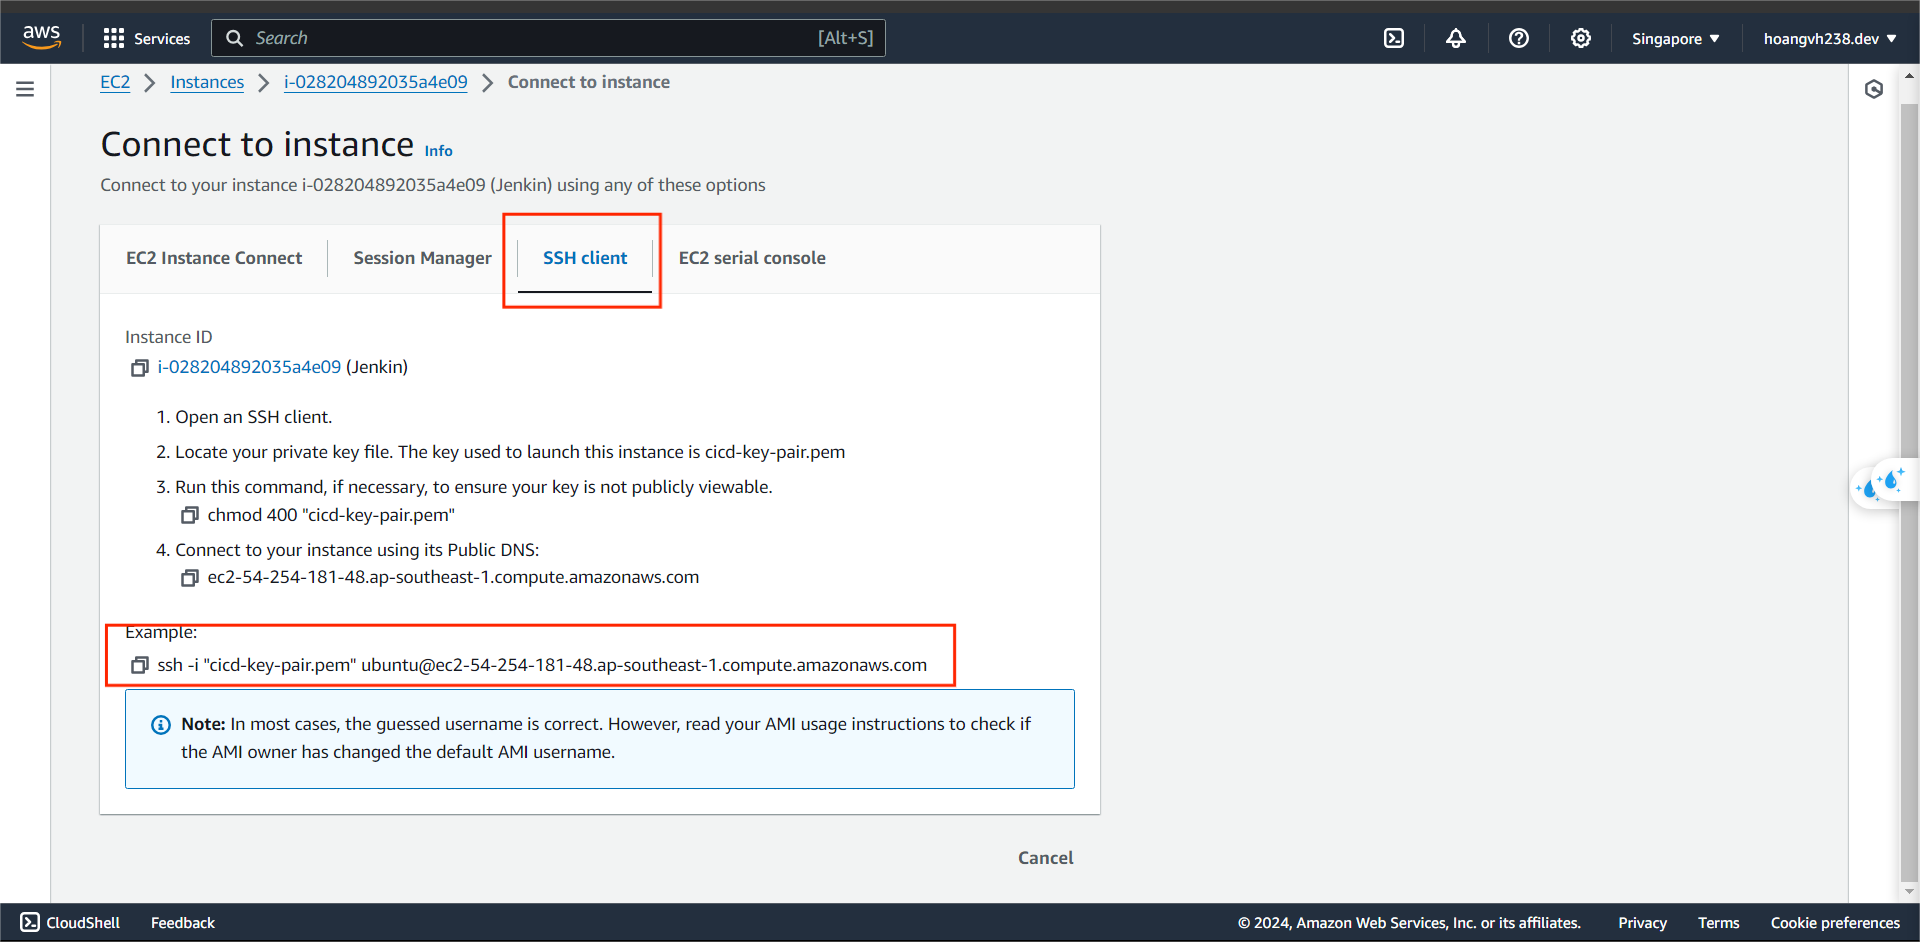 aws Services Search [Alt+S] Singapore hoangvh238.dev
EC2 Instances i-028204892035a4e09 Connect to instance
Connect to instance Info
Connect to your instance i-028204892035a4e09 (Jenkin) using any of these options
EC2 Instance Connect Session Manager SSH client EC2 serial console
Instance ID
i-028204892035a4e09 (Jenkin)
1. Open an SSH client.
2. Locate your private key file. The key used to launch this instance is cicd-key-pair.pem
3. Run this command, if necessary, to ensure your key is not publicly viewable.
chmod 400 "cicd-key-pair.pem"
4. Connect to your instance using its Public DNS:
ec2-54-254-181-48.ap-southeast-1.compute.amazonaws.com
Example:
ssh -i "cicd-key-pair.pem" ubuntu@ec2-54-254-181-48.ap-southeast-1.compute.amazonaws.com
Note: In most cases, the guessed username is correct. However, read your AMI usage instructions to check if
the AMI owner has changed the default AMI username.
Cancel
CloudShell Feedback © 2024, Amazon Web Services, Inc. or its affiliates. Privacy Terms Cookie preferences